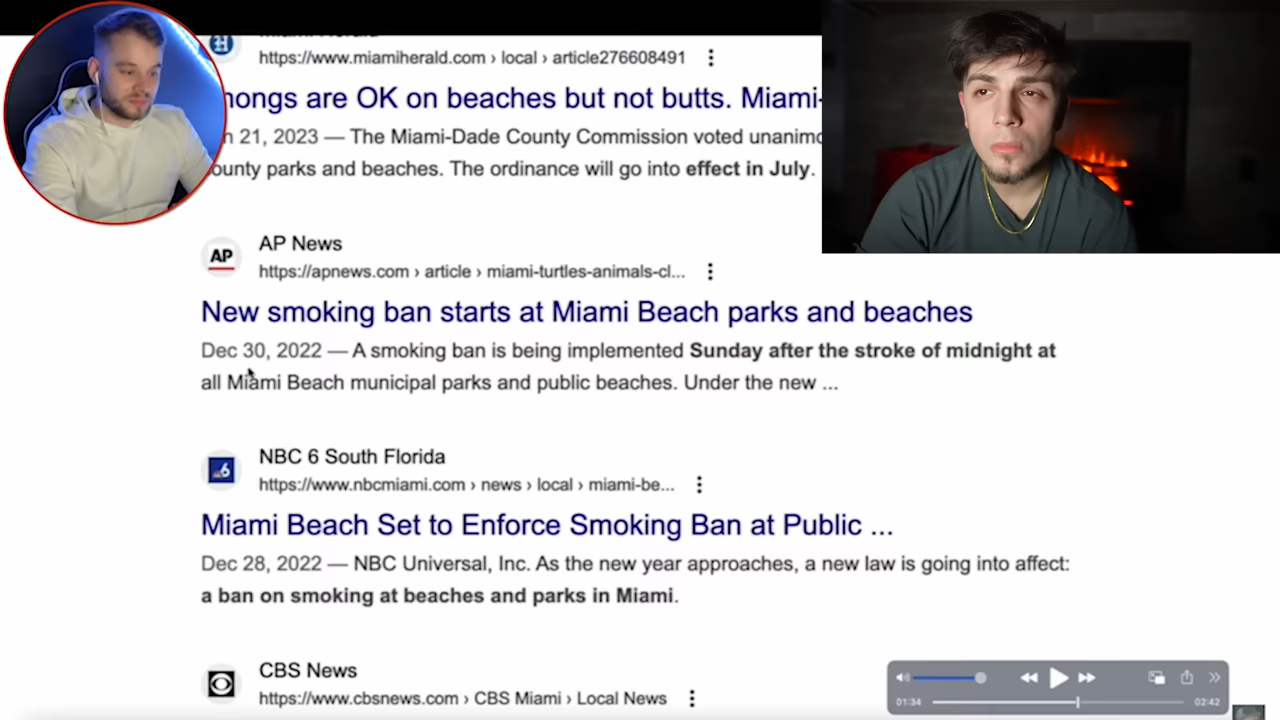 https://www.miamiherald.com › local › article276608491
hongs are OK on beaches but not butts. Miami-
21, 2023 — The Miami-Dade County Commission voted unanimo
ounty parks and beaches. The ordinance will go into effect in July.
AP
AP News
https://apnews.com › article › miami-turtles-animals-cl...
New smoking ban starts at Miami Beach parks and beaches
Dec 30, 2022 — A smoking ban is being implemented Sunday after the stroke of midnight at
all Miami Beach municipal parks and public beaches. Under the new ...
6
NBC 6 South Florida
https://www.nbcmiami.com › news › local › miami-be...
Miami Beach Set to Enforce Smoking Ban at Public ...
Dec 28, 2022 — NBC Universal, Inc. As the new year approaches, a new law is going into affect:
a ban on smoking at beaches and parks in Miami.
CBS News
https://www.cbsnews.com › CBS Miami › Local News
01:34
02:42